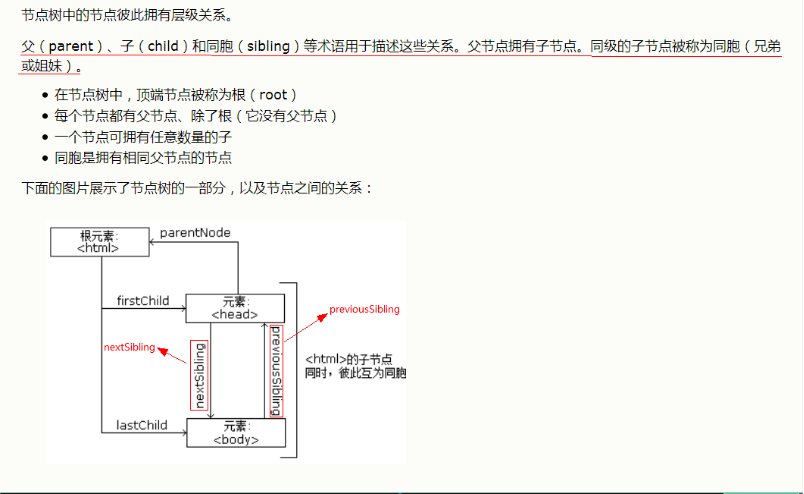 节点树中的节点彼此拥有层级关系。
父（parent）、子（child）和同胞（sibling）等术语用于描述这些关系。父节点拥有子节点。同级的子节点被称为同胞（兄弟
或姐妹）。
在节点树中，顶端节点被称为根（root）
每个节点都有父节点、除了根（它没有父节点）
一个节点可拥有任意数量的子
同胞是拥有相同父节点的节点
下面的图片展示了节点树的一部分，以及节点之间的关系：
根元素:
<html>
parentNode
firstChild
元素:
<head>
previousSibling
nextSibling
nextSibling
previousSibling
<html>的子节点
同时，彼此互为同胞
lastChild
元素:
<body>